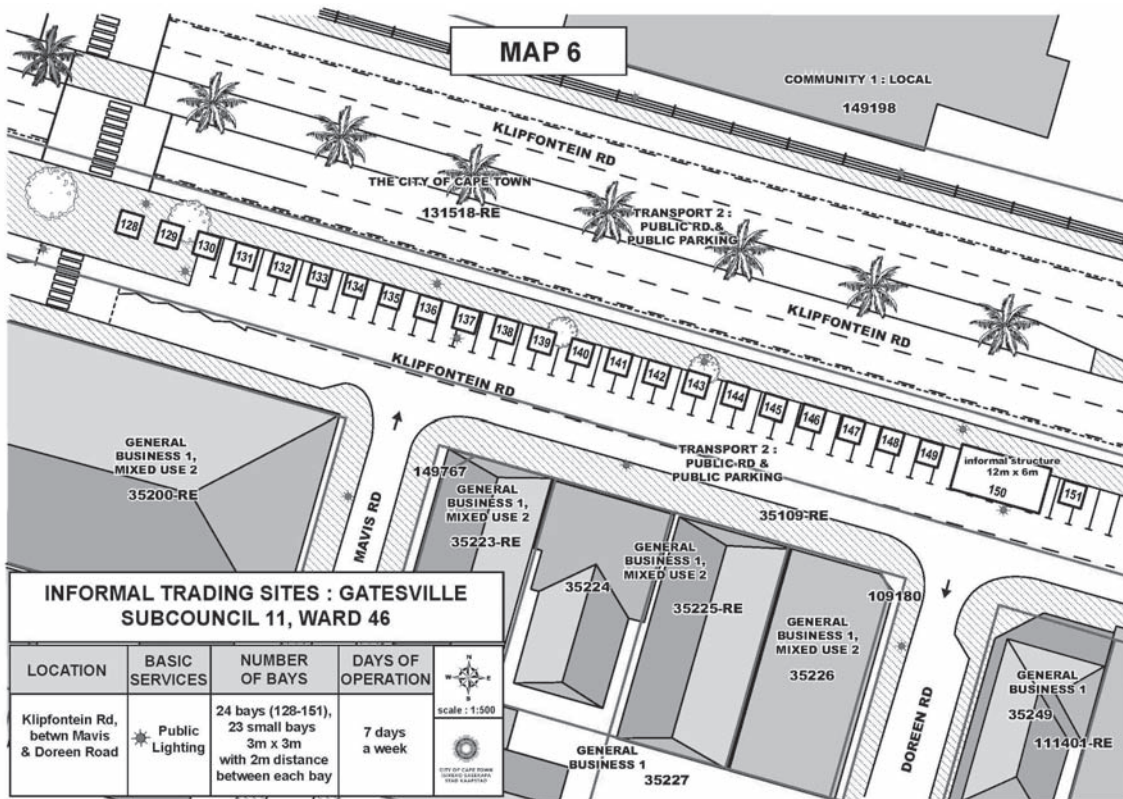 MAP 6
COMMUNITY 1 : LOCAL
149198
KLIPFONTEIN RD
THE CITY OF CAPE TOWN
131518-RE
TRANSPORT 2 :
PUBLIC RD &
PUBLIC PARKING
KLIPFONTEIN RD
128
129
130
131
132
133
134
135
136
137
138
139
140
141
142
143
144
145
146
147
148
149
informal structure
12m x 6m
150
151
KLIPFONTEIN RD
TRANSPORT 2 :
PUBLIC RD &
PUBLIC PARKING
35109-RE
GENERAL
BUSINESS 1,
MIXED USE 2
35200-RE
MAVIS RD
149767
GENERAL
BUSINESS 1,
MIXED USE 2
35223-RE
35224
GENERAL
BUSINESS 1,
MIXED USE 2
35225-RE
GENERAL
BUSINESS 1,
MIXED USE 2
35226
109180
DOREEN RD
GENERAL
BUSINESS 1
35249
111401-RE
GENERAL
BUSINESS 1
35227
INFORMAL TRADING SITES : GATESVILLE
SUBCOUNCIL 11, WARD 46
LOCATION
BASIC
SERVICES
NUMBER
OF BAYS
DAYS OF
OPERATION
Klipfontein Rd,
betwn Mavis
& Doreen Road
Public
Lighting
24 bays (128-151),
23 small bays
3m x 3m
with 2m distance
between each bay
7 days
a week
N
W
E
S
scale : 1:500
CITY OF CAPE TOWN
ISIXEKO SASEKAPA
STAD KAAPSTAD